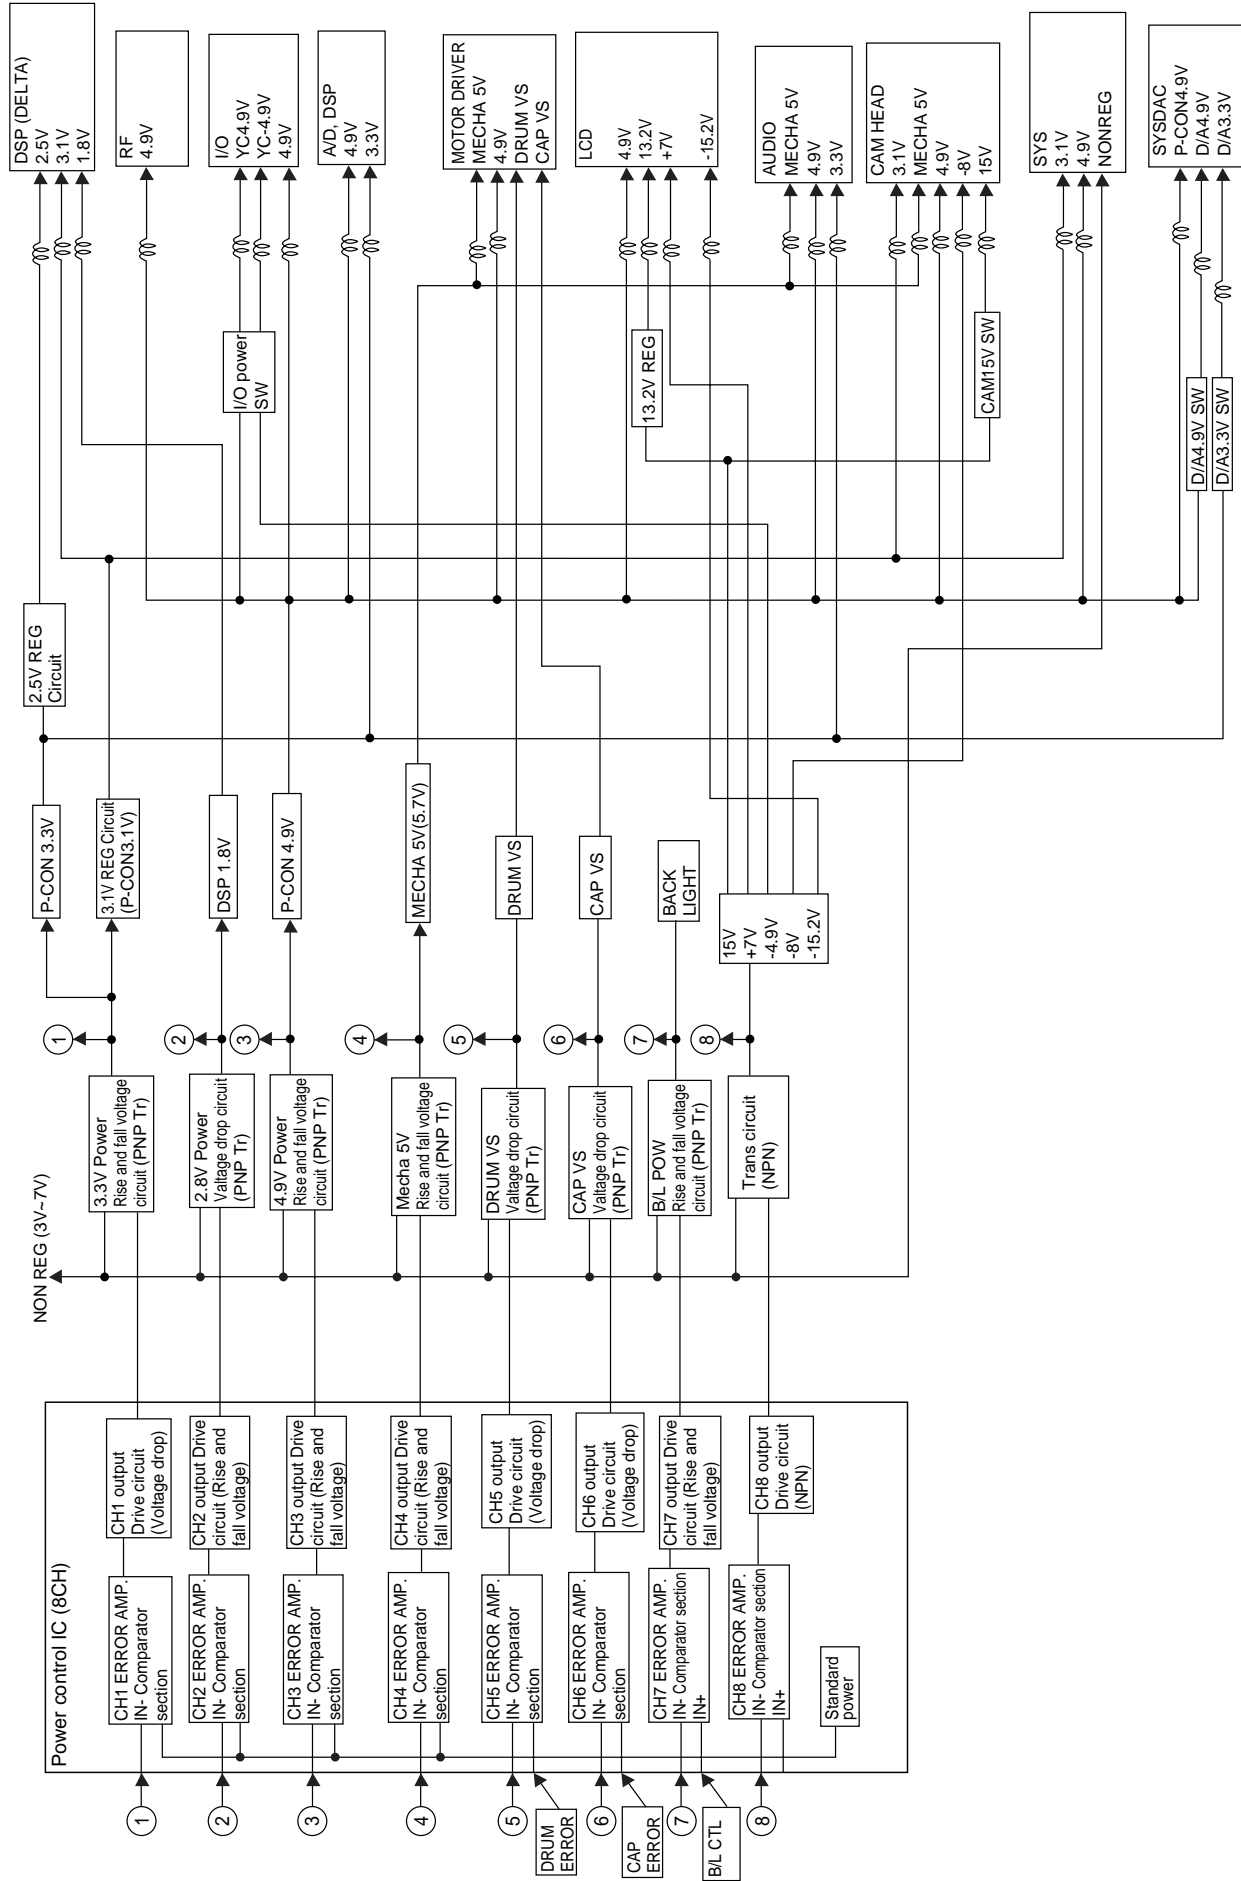 Power control IC (8CH)
1
CH1 ERROR AMP.
IN- Comparator
section
CH1 output
Drive circuit
(Voltage drop)
2
CH2 ERROR AMP.
IN- Comparator
section
CH2 output Drive
circuit (Rise and
fall voltage)
3
CH3 ERROR AMP.
IN- Comparator
section
CH3 output Drive
circuit (Rise and
fall voltage)
4
CH4 ERROR AMP.
IN- Comparator
section
CH4 output Drive
circuit (Rise and
fall voltage)
5
DRUM
ERROR
CH5 ERROR AMP.
IN- Comparator
section
CH5 output
Drive circuit
(Voltage drop)
6
CAP
ERROR
CH6 ERROR AMP.
IN- Comparator
section
CH6 output
Drive circuit
(Voltage drop)
7
B/L CTL
CH7 ERROR AMP.
IN- Comparator section
IN+
CH7 output Drive
circuit (Rise and
fall voltage)
8
CH8 ERROR AMP.
IN- Comparator section
IN+
CH8 output
Drive circuit
(NPN)
Standard
power
NON REG (3V~7V)
3.3V Power
Rise and fall voltage
circuit (PNP Tr)
1
2.8V Power
Valtage drop circuit
(PNP Tr)
2
4.9V Power
Rise and fall voltage
circuit (PNP Tr)
3
Mecha 5V
Rise and fall voltage
circuit (PNP Tr)
4
DRUM VS
Valtage drop circuit
(PNP Tr)
5
CAP VS
Valtage drop circuit
(PNP Tr)
6
B/L POW
Rise and fall voltage
circuit (PNP Tr)
7
Trans circuit
(NPN)
8
P-CON 3.3V
3.1V REG Circuit
(P-CON3.1V)
DSP 1.8V
P-CON 4.9V
MECHA 5V(5.7V)
DRUM VS
CAP VS
BACK
LIGHT
15V
+7V
-4.9V
-8V
-15.2V
2.5V REG
Circuit
I/O power
SW
13.2V REG
CAM15V SW
D/A4.9V SW
D/A3.3V SW
DSP (DELTA)
2.5V
3.1V
1.8V
RF
4.9V
I/O
YC4.9V
YC-4.9V
4.9V
A/D, DSP
4.9V
3.3V
MOTOR DRIVER
MECHA 5V
4.9V
DRUM VS
CAP VS
LCD
4.9V
13.2V
+7V
-15.2V
AUDIO
MECHA 5V
4.9V
3.3V
CAM HEAD
3.1V
MECHA 5V
4.9V
-8V
15V
SYS
3.1V
4.9V
NONREG
SYSDAC
P-CON4.9V
D/A4.9V
D/A3.3V